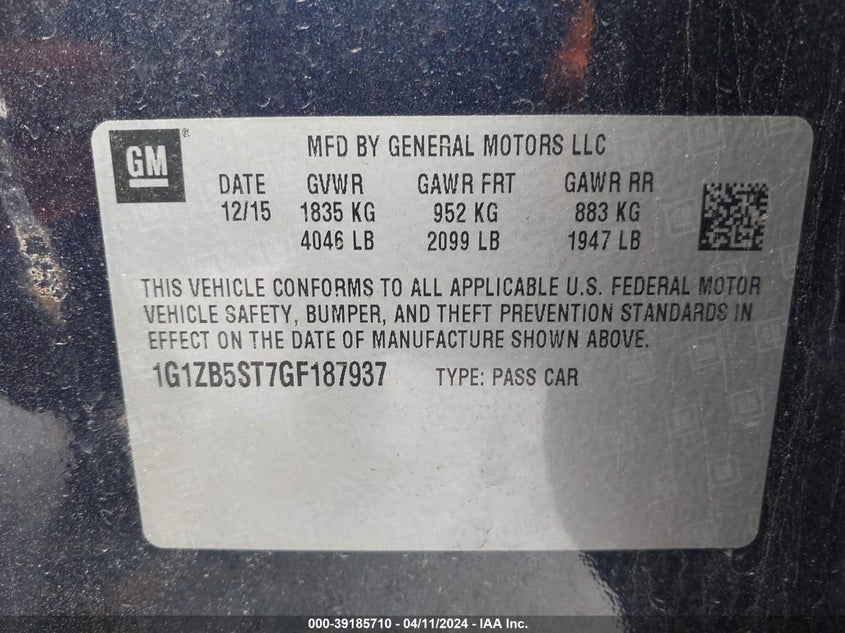 GM
MFD BY GENERAL MOTORS LLC
DATE GVWR GAWR FRT GAWR RR
12/15 1835 KG 952 KG 883 KG
4046 LB 2099 LB 1947 LB
THIS VEHICLE CONFORMS TO ALL APPLICABLE U.S. FEDERAL MOTOR
VEHICLE SAFETY, BUMPER, AND THEFT PREVENTION STANDARDS IN
EFFECT ON THE DATE OF MANUFACTURE SHOWN ABOVE.
1G1ZB5ST7GF187937 TYPE: PASS CAR
000-39185710 - 04/11/2024 - IAA Inc.